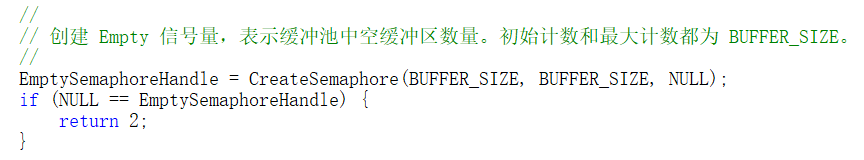 //
// 创建 Empty 信号量，表示缓冲池中空缓冲区数量。初始计数和最大计数都为 BUFFER_SIZE。
//
EmptySemaphoreHandle = CreateSemaphore(BUFFER_SIZE, BUFFER_SIZE, NULL);
if (NULL == EmptySemaphoreHandle) {
    return 2;
}